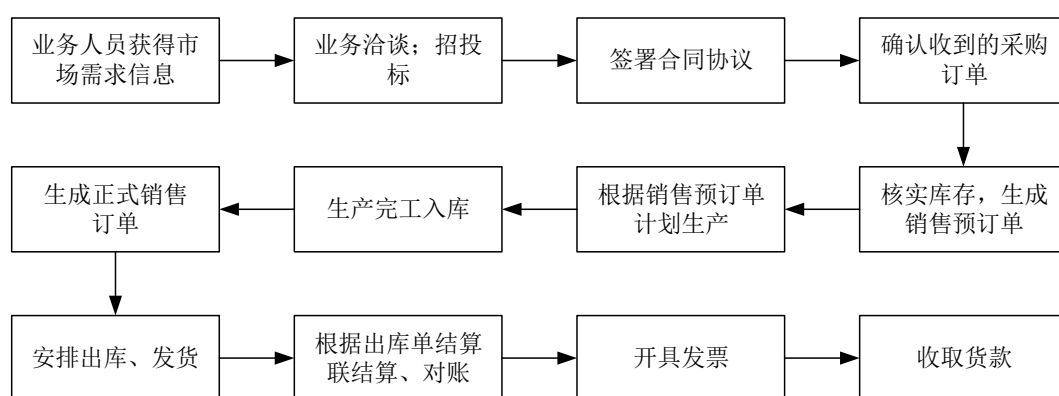 业务人员获得市
场需求信息
业务洽谈；招投
标
签署合同协议
确认收到的采购
订单
核实库存，生成
销售预订单
根据销售预订单
计划生产
生产完工入库
生成正式销售
订单
安排出库、发货
根据出库单结算
联结算、对账
开具发票
收取货款